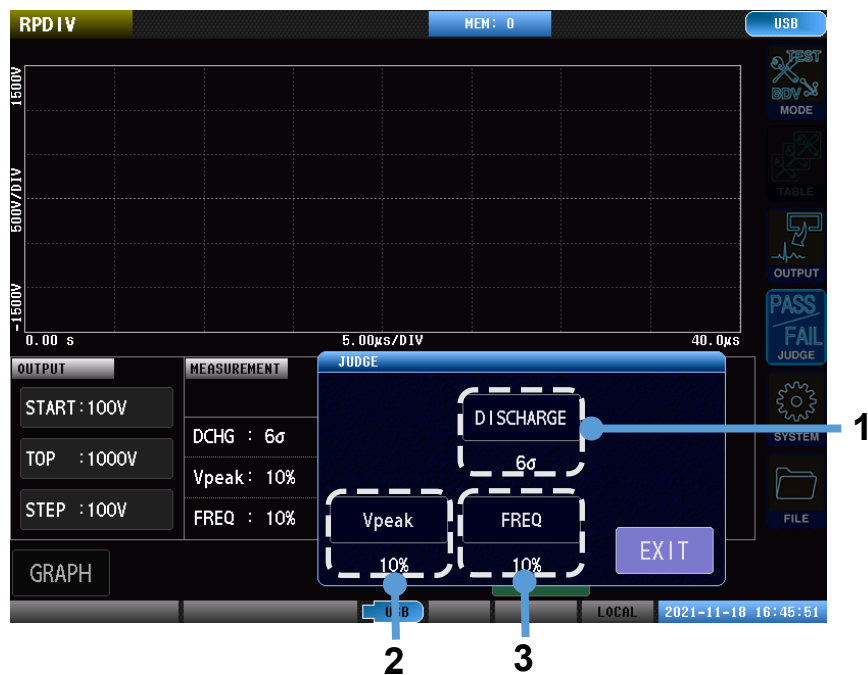 RPDIV
MEM: 0
USB
1500V
500V/DIV
-1500V
0.00 s
5.00µs/DIV
40.0µs
TEST
BDV
MODE
TABLE
OUTPUT
PASS
FAIL
JUDGE
SYSTEM
FILE
OUTPUT
START:100V
TOP :1000V
STEP :100V
MEASUREMENT
DCHG : 6σ
Vpeak: 10%
FREQ : 10%
JUDGE
DISCHARGE
6σ
Vpeak
10%
FREQ
10%
EXIT
GRAPH
USB
LOCAL
2021-11-18 16:45:51
1
2
3